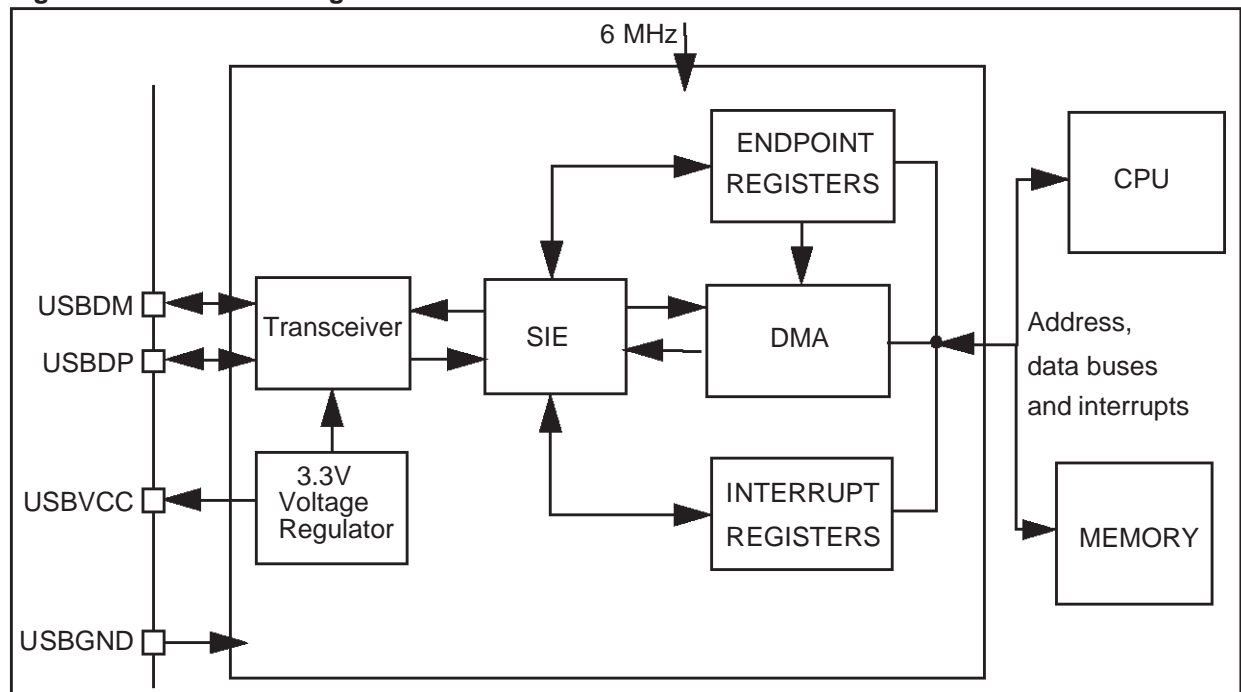 6 MHz
ENDPOINT
REGISTERS
CPU
USBDM
Transceiver
SIE
DMA
USBDP
Address,
data buses
and interrupts
3.3V
Voltage
Regulator
USBVCC
INTERRUPT
REGISTERS
MEMORY
USBGND